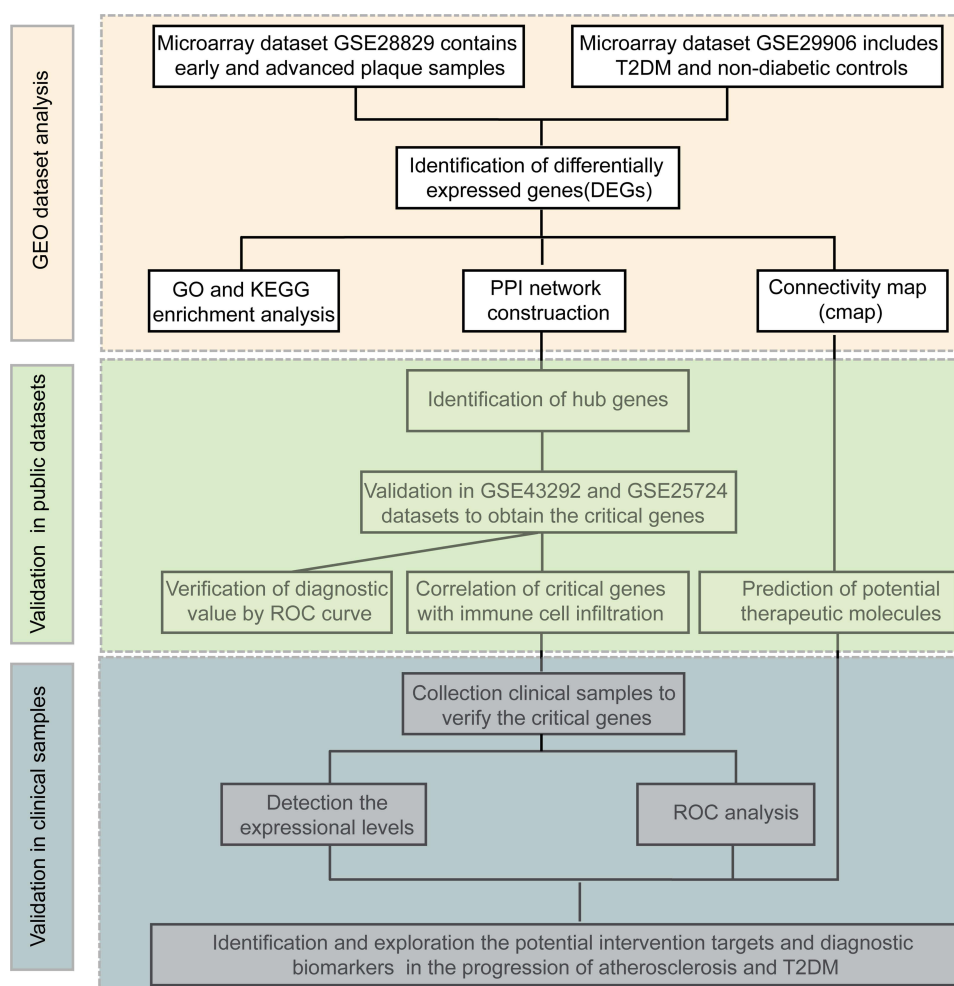 GEO dataset analysis
Microarray dataset GSE28829 contains
early and advanced plaque samples
Microarray dataset GSE29906 includes
T2DM and non-diabetic controls
Identification of differentially
expressed genes(DEGs)
GO and KEGG
enrichment analysis
PPI network
construaction
Connectivity map
(cmap)
Validation in public datasets
Identification of hub genes
Validation in GSE43292 and GSE25724
datasets to obtain the critical genes
Verification of diagnostic
value by ROC curve
Correlation of critical genes
with immune cell infiltration
Prediction of potential
therapeutic molecules
Validation in clinical samples
Collection clinical samples to
verify the critical genes
Detection the
expressional levels
ROC analysis
Identification and exploration the potential intervention targets and diagnostic
biomarkers in the progression of atherosclerosis and T2DM